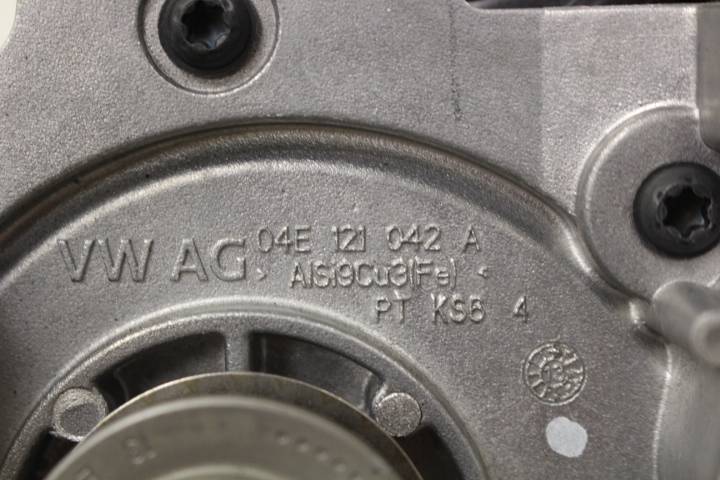 VW AG
04E 121 042 A
> AlSi9Cu3(Fe) <
PT KS6 4